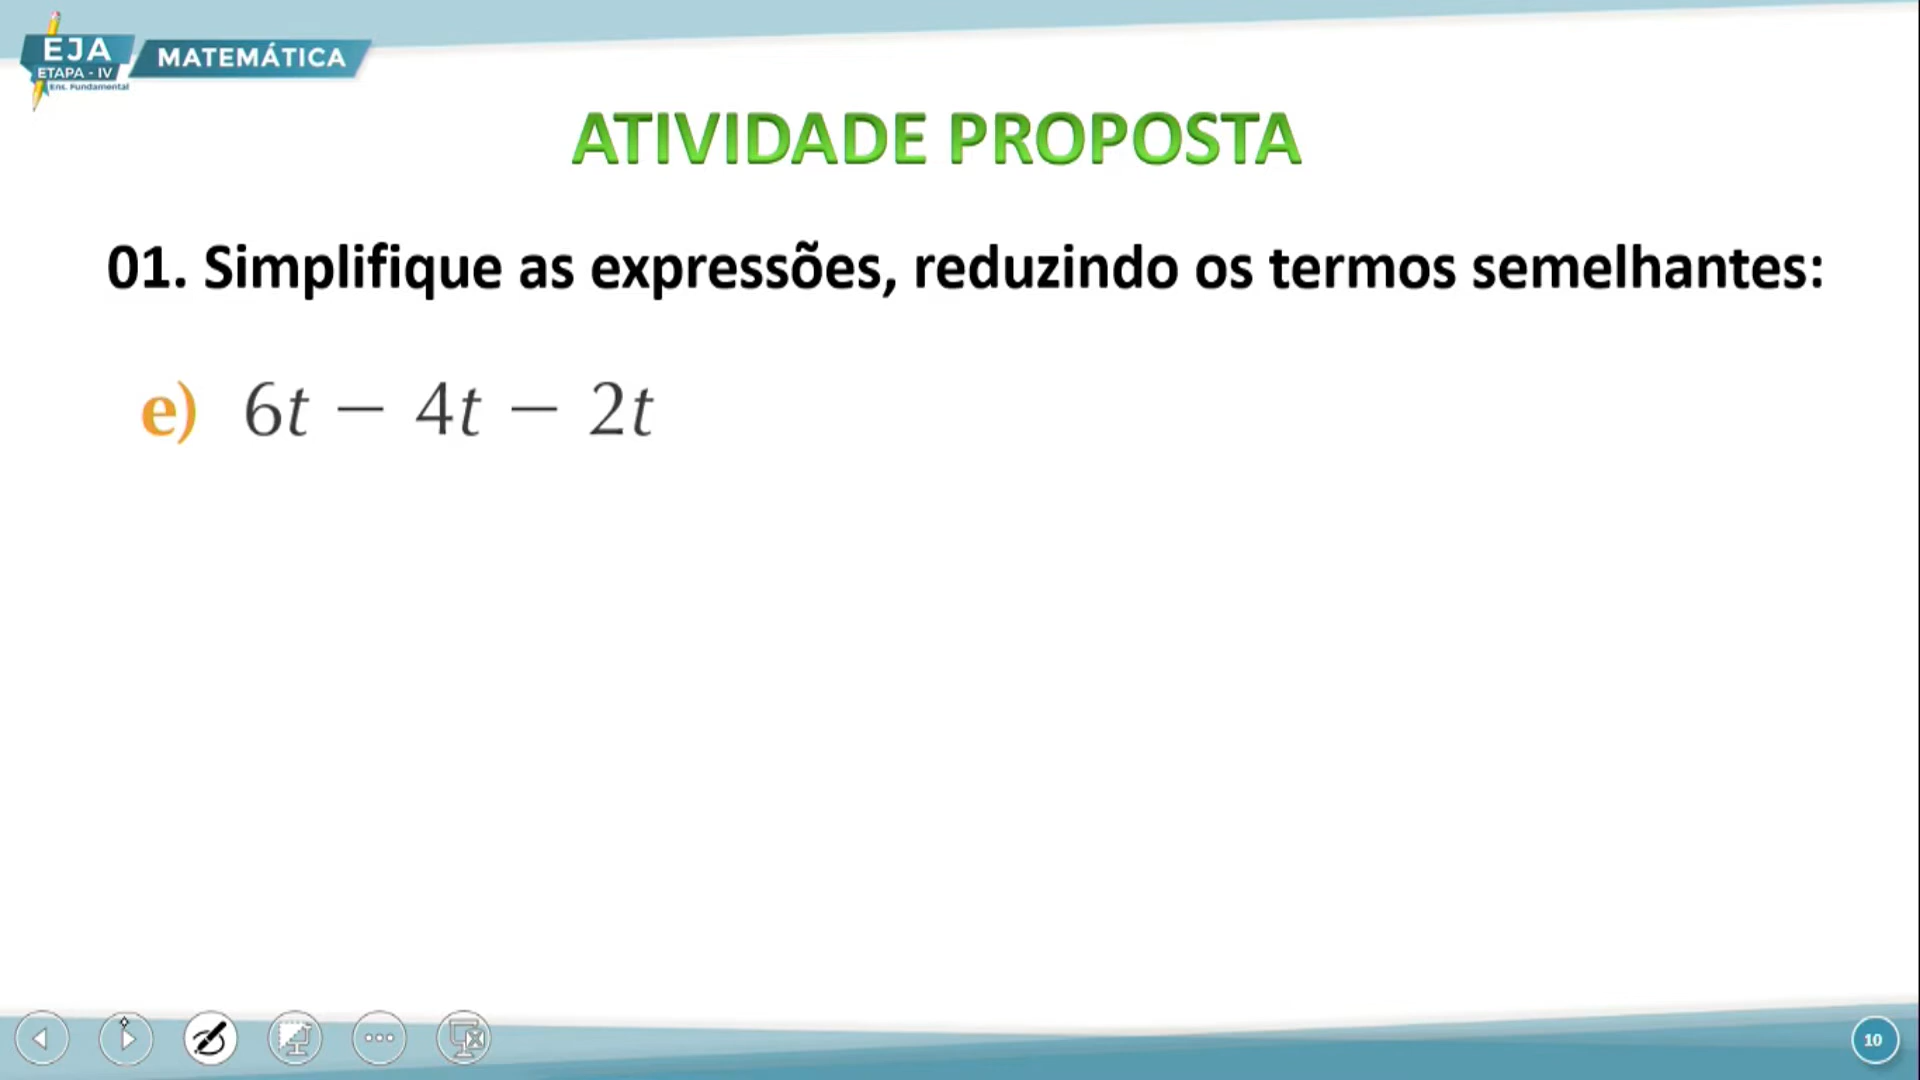 EJA
ETAPA - IV
Ens. Fundamental
MATEMÁTICA
ATIVIDADE PROPOSTA
01. Simplifique as expressões, reduzindo os termos semelhantes:
e) 6t − 4t − 2t
10